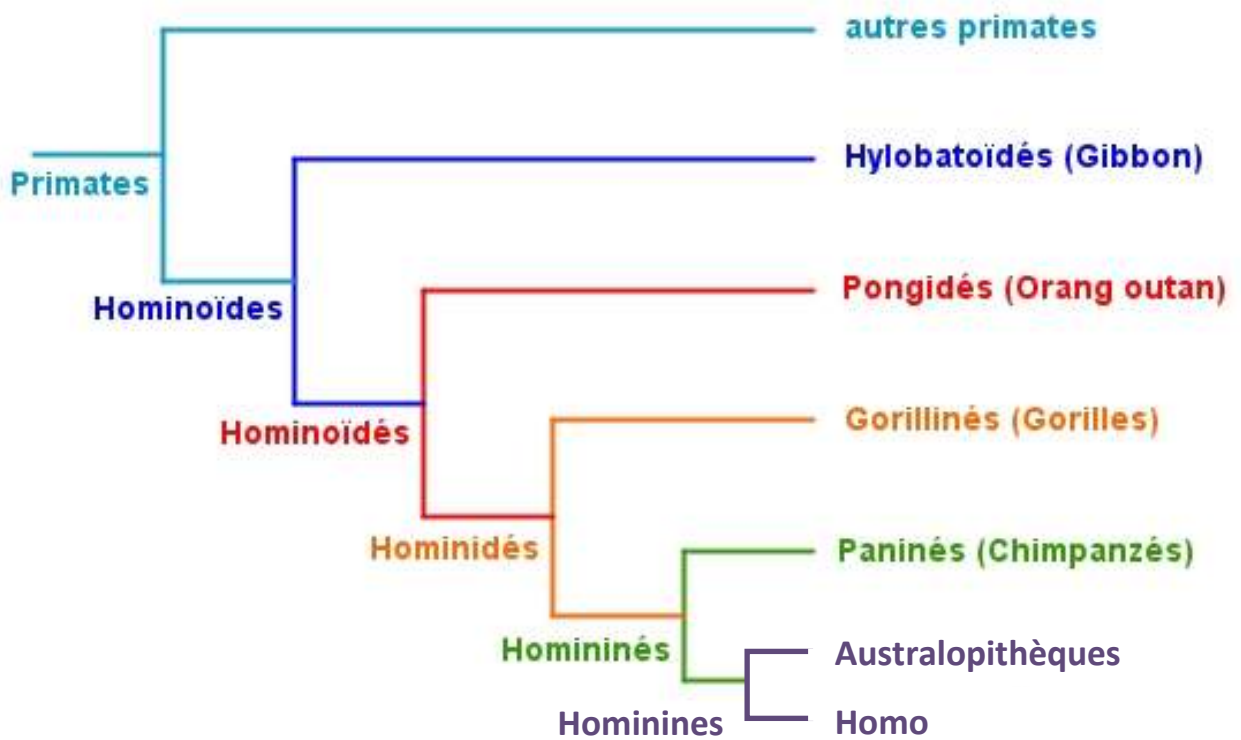 autres primates
Hylobatoïdés (Gibbon)
Primates
Pongidés (Orang outan)
Hominoïdes
Gorillinés (Gorilles)
Hominoïdés
Hominidés
Paninés (Chimpanzés)
Homininés
Australopithèques
Hominines
Homo